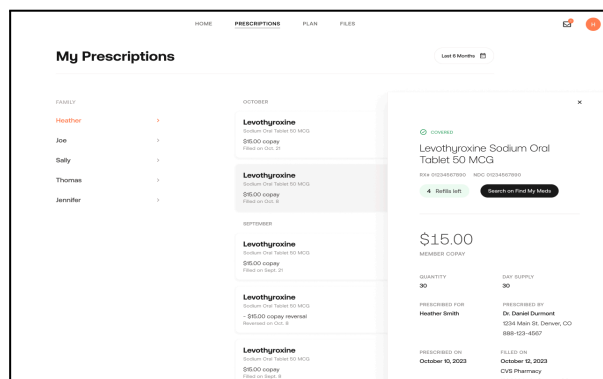 HOME PRESCRIPTIONS PLAN FILES
H
My Prescriptions
Last 6 Months
FAMILY
Heather
Joe
Sally
Thomas
Jennifer
OCTOBER
Levothyroxine
Sodium Oral Tablet 50 MCG
$15.00 copay
Filled on Oct. 21
Levothyroxine
Sodium Oral Tablet 50 MCG
$15.00 copay
Filled on Oct. 8
SEPTEMBER
Levothyroxine
Sodium Oral Tablet 50 MCG
$15.00 copay
Filled on Sept. 21
Levothyroxine
Sodium Oral Tablet 50 MCG
- $15.00 copay reversal
Reversed on Oct. 8
Levothyroxine
Sodium Oral Tablet 50 MCG
$15.00 copay
Filled on Sept. 8
COVERED
Levothyroxine Sodium Oral
Tablet 50 MCG
RX# 01234567890 NDC 01234567890
4 Refills left Search on Find My Meds
$15.00
MEMBER COPAY
QUANTITY DAY SUPPLY
30 30
PRESCRIBED FOR PRESCRIBED BY
Heather Smith Dr. Daniel Durmont
1234 Main St. Denver, CO
888-123-4567
PRESCRIBED ON FILLED ON
October 10, 2023 October 12, 2023
CVS Pharmacy